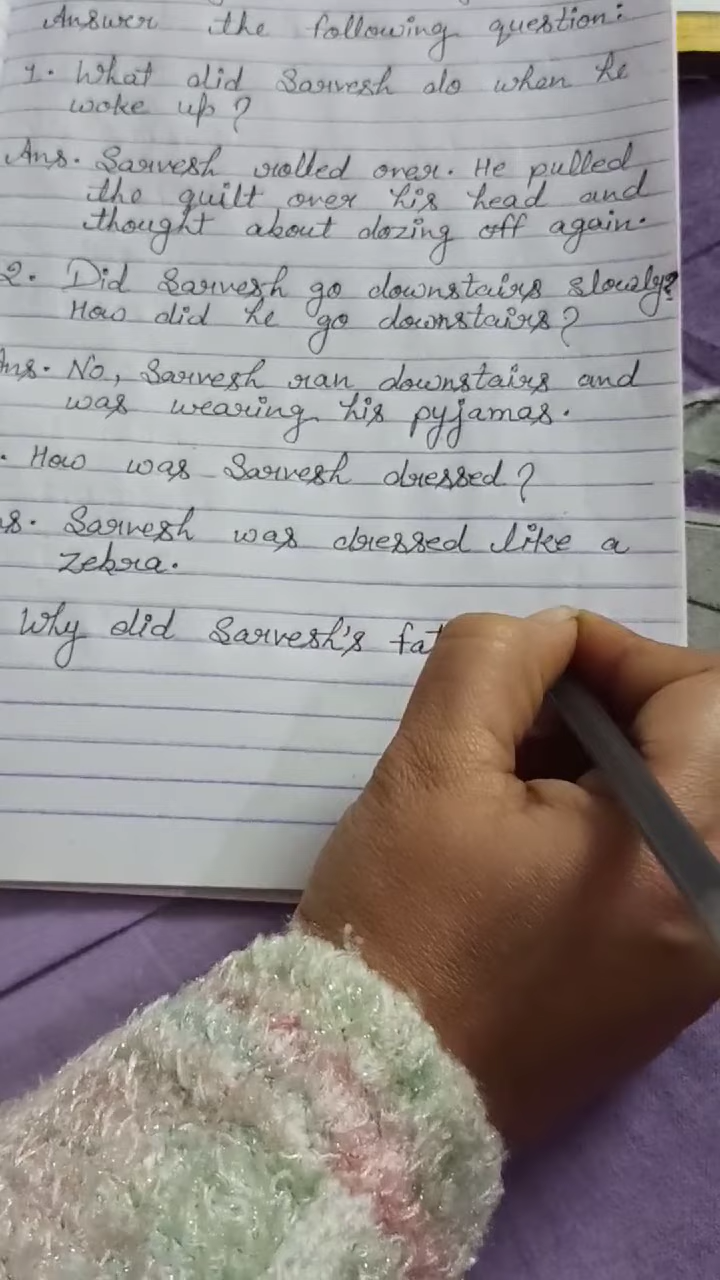 Answer the following question:
1. What did Sarvesh do when he
woke up?
Ans. Sarvesh rolled over. He pulled
the quilt over his head and
thought about dozing off again.
2. Did Sarvesh go downstairs slowly?
How did he go downstairs?
Ans. No, Sarvesh ran downstairs and
was wearing his pyjamas.
. How was Sarvesh dressed?
s. Sarvesh was dressed like a
zebra.
Why did Sarvesh's fat